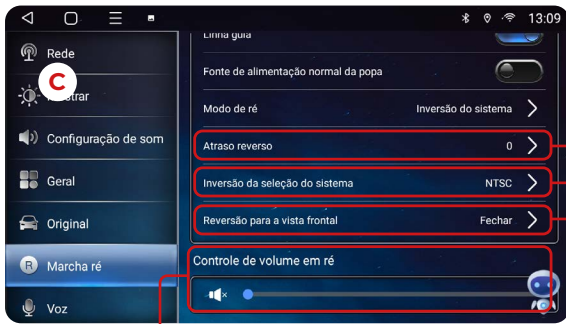 13:09
Linha guia
Rede
Fonte de alimentação normal da popa
C
trar
Modo de ré
Inversão do sistema
Configuração de som
Atraso reverso
0
Geral
Inversão da seleção do sistema
NTSC
Original
Reversão para a vista frontal
Fechar
R
Marcha ré
Controle de volume em ré
Voz